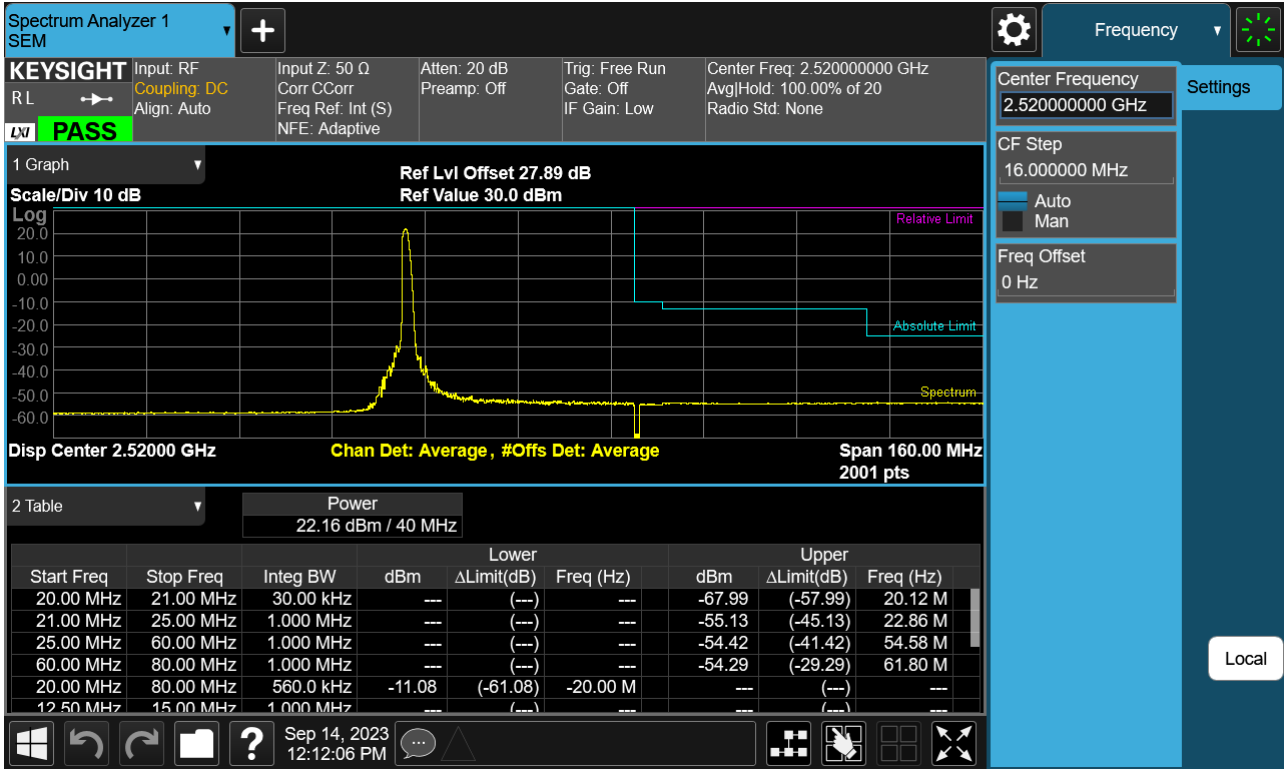 Spectrum Analyzer 1
SEM
Frequency
KEYSIGHT
R L
LXI
PASS
Input: RF
Coupling: DC
Align: Auto
Input Z: 50 Ω
Corr CCorr
Freq Ref: Int (S)
NFE: Adaptive
Atten: 20 dB
Preamp: Off
Trig: Free Run
Gate: Off
IF Gain: Low
Center Freq: 2.520000000 GHz
Avg|Hold: 100.00% of 20
Radio Std: None
Center Frequency
2.520000000 GHz
Settings
CF Step
16.000000 MHz
Auto
Man
Freq Offset
0 Hz
Local
1 Graph
Scale/Div 10 dB
Ref Lvl Offset 27.89 dB
Ref Value 30.0 dBm
Log
20.0
10.0
0.00
-10.0
-20.0
-30.0
-40.0
-50.0
-60.0
Relative Limit
Absolute Limit
Spectrum
Disp Center 2.52000 GHz
Chan Det: Average , #Offs Det: Average
Span 160.00 MHz
2001 pts
2 Table
Power
22.16 dBm / 40 MHz
Lower Upper
Start Freq Stop Freq Integ BW dBm ΔLimit(dB) Freq (Hz) dBm ΔLimit(dB) Freq (Hz)
20.00 MHz 21.00 MHz 30.00 kHz --- (---) --- -67.99 (-57.99) 20.12 M
21.00 MHz 25.00 MHz 1.000 MHz --- (---) --- -55.13 (-45.13) 22.86 M
25.00 MHz 60.00 MHz 1.000 MHz --- (---) --- -54.42 (-41.42) 54.58 M
60.00 MHz 80.00 MHz 1.000 MHz --- (---) --- -54.29 (-29.29) 61.80 M
20.00 MHz 80.00 MHz 560.0 kHz -11.08 (-61.08) -20.00 M --- (---) ---
12.50 MHz 15.00 MHz 1.000 MHz --- (---) --- --- (---) ---
Sep 14, 2023
12:12:06 PM